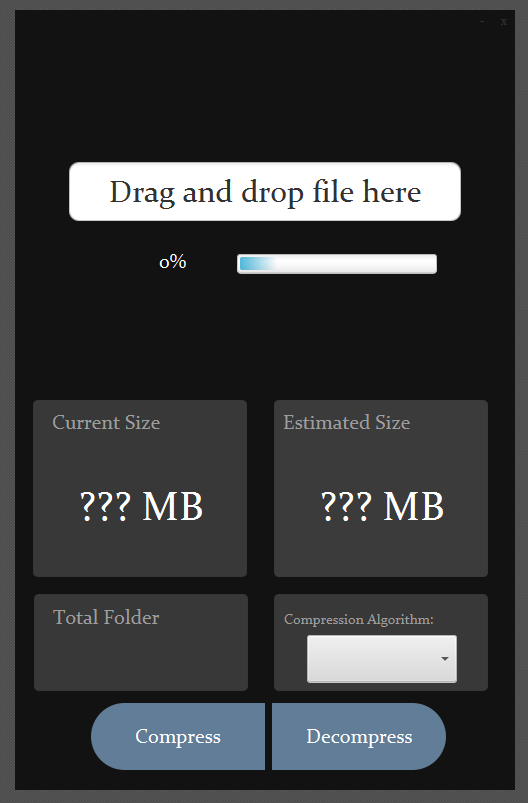 - x
Drag and drop file here
0%
Current Size
Estimated Size
??? MB
??? MB
Total Folder
Compression Algorithm:
Compress
Decompress